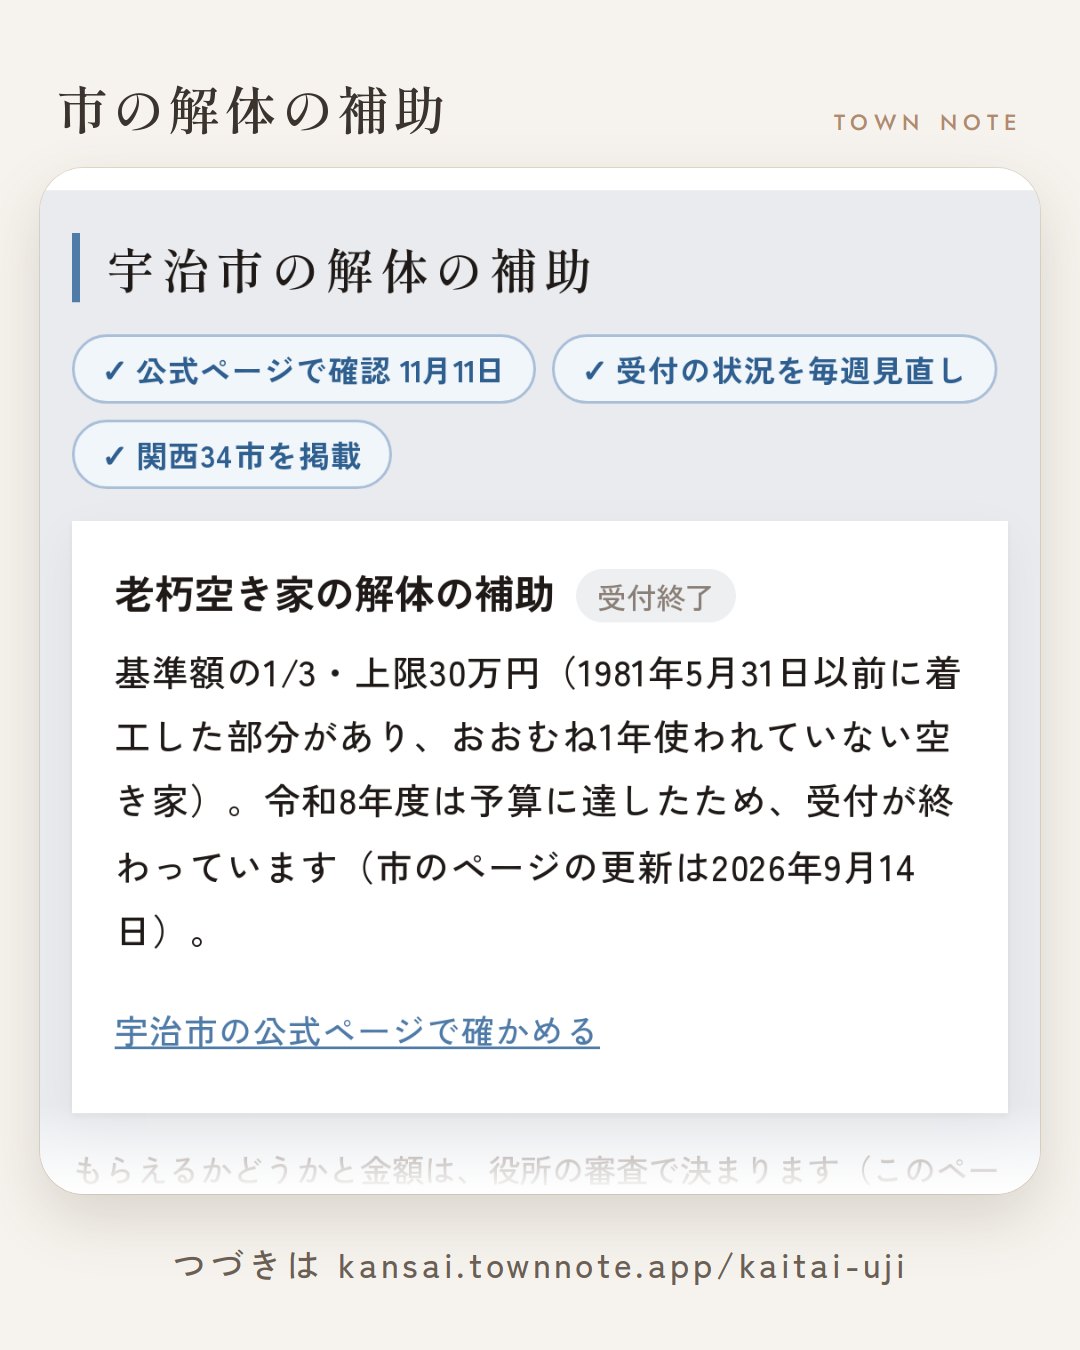 市の解体の補助
TOWN NOTE
宇治市の解体の補助
✓ 公式ページで確認 11月11日
✓ 受付の状況を毎週見直し
✓ 関西34市を掲載
老朽空き家の解体の補助 受付終了
基準額の1/3・上限30万円（1981年5月31日以前に着
工した部分があり、おおむね1年使われていない空
き家）。令和8年度は予算に達したため、受付が終
わっています（市のページの更新は2026年9月14
日）。
宇治市の公式ページで確かめる
もらえるかどうかと金額は、役所の審査で決まります（このペー
つづきは kansai.townnote.app/kaitai-uji